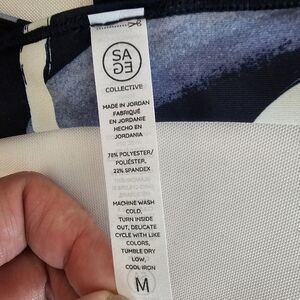 SA
GE
COLLECTIVE
MADE IN JORDAN
FABRIQUÉ
EN JORDANIE
HECHO EN
JORDANIA
78% POLYESTER/
POLIÉSTER,
22% SPANDEX
MACHINE WASH
COLD,
TURN INSIDE
OUT, DELICATE
CYCLE WITH LIKE
COLORS,
TUMBLE DRY
LOW,
COOL IRON
M